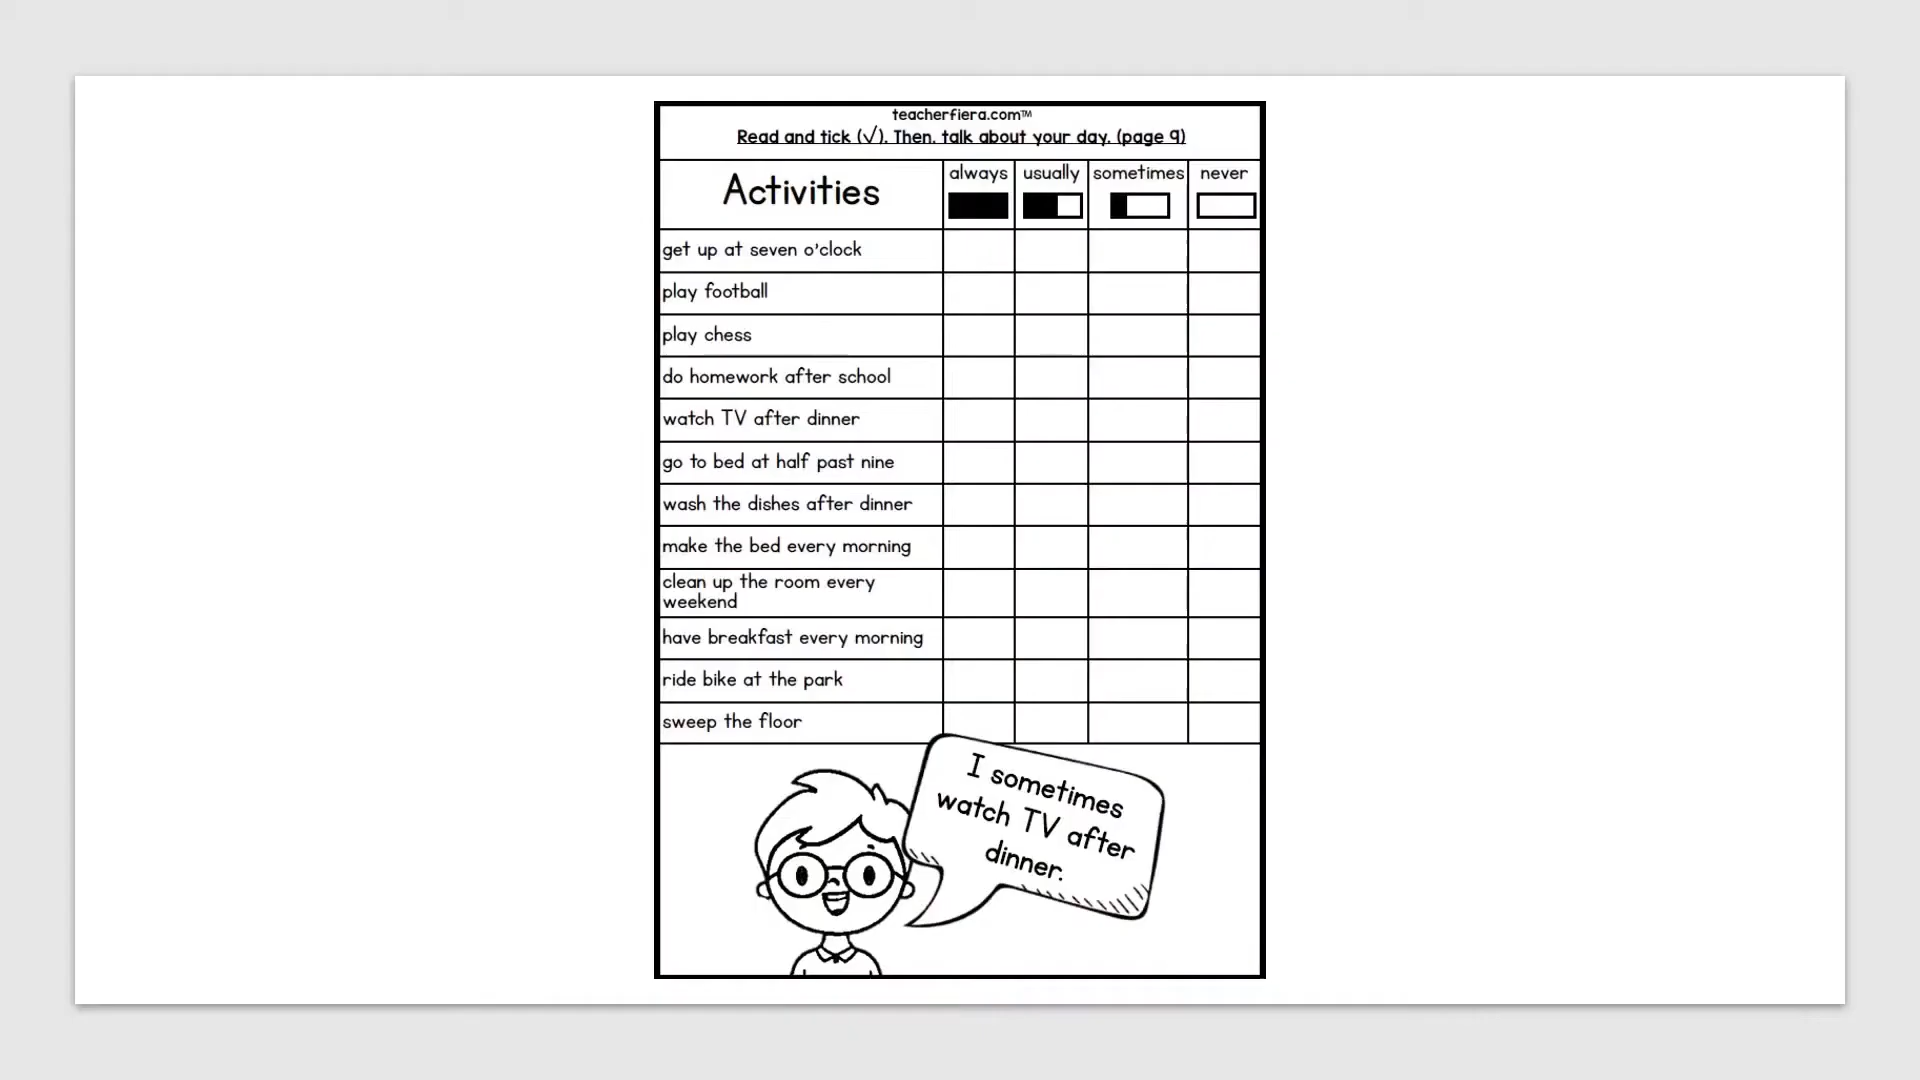 teacherfiera.com™
Read and tick (√). Then. talk about your day. (page 9)
Activities
always
usually
sometimes
never
get up at seven o'clock
play football
play chess
do homework after school
watch TV after dinner
go to bed at half past nine
wash the dishes after dinner
make the bed every morning
clean up the room every
weekend
have breakfast every morning
ride bike at the park
sweep the floor
I sometimes
watch TV after
dinner.